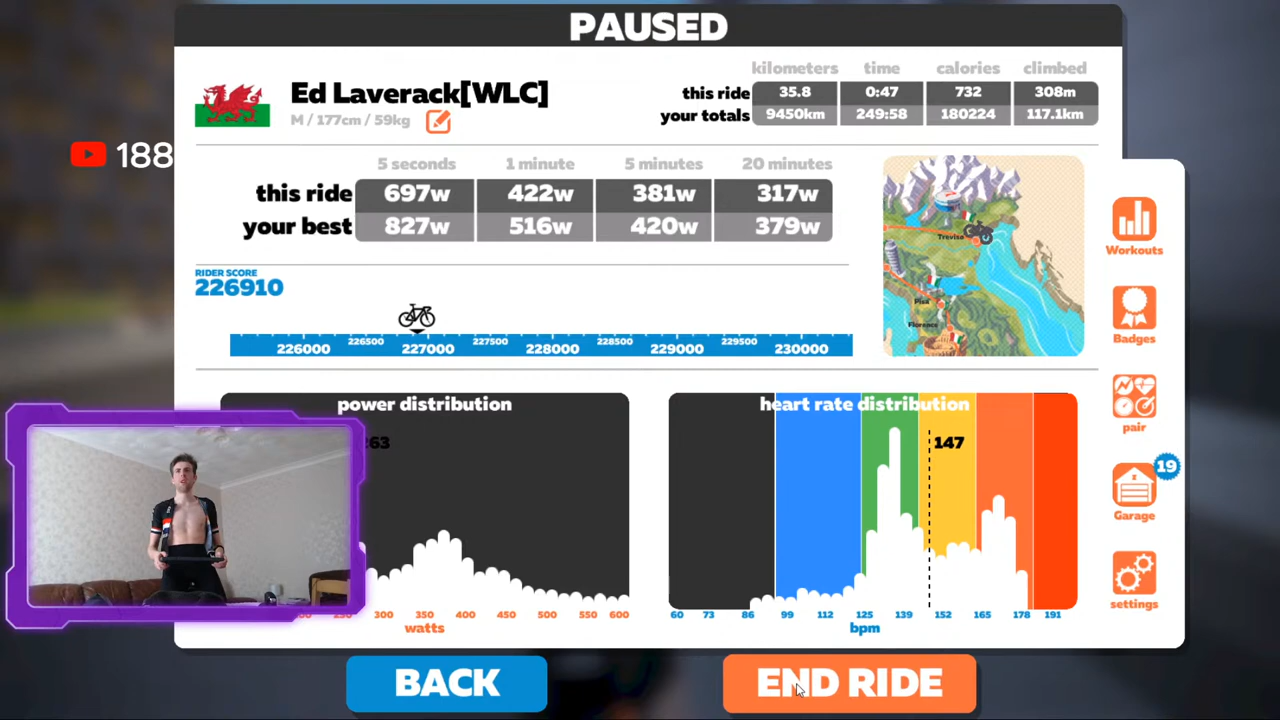 PAUSED
kilometers time calories climbed
Ed Laverack[WLC]
this ride 35.8 0:47 732 308m
M / 177cm / 59kg
your totals 9450km 249:58 180224 117.1km
188
5 seconds 1 minute 5 minutes 20 minutes
this ride 697w 422w 381w 317w
your best 827w 516w 420w 379w
Treviso
Pisa
Florence
RIDER SCORE
226910
226000 226500 227000 227500 228000 228500 229000 229500 230000
Workouts
Badges
pair
19
Garage
settings
power distribution
63
300 350 400 450 500 550 600
watts
heart rate distribution
147
60 73 86 99 112 125 139 152 165 178 191
bpm
BACK
END RIDE